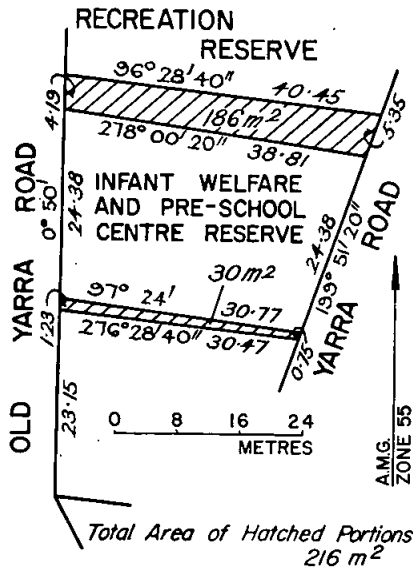 RECREATION
RESERVE
96° 28' 40"
40·45
4·19
186m²
5·35
278° 00' 20"
38·81
INFANT WELFARE
AND PRE-SCHOOL
CENTRE RESERVE
OLD YARRA ROAD
0° 50'
24·38
24·38
199° 51' 20"
YARRA ROAD
30m²
97° 24'
30·77
1·23
276° 28' 40"
30·47
0·75
23·15
0 8 16 24
METRES
A.M.G.
ZONE 55
Total Area of Hatched Portions
216 m²